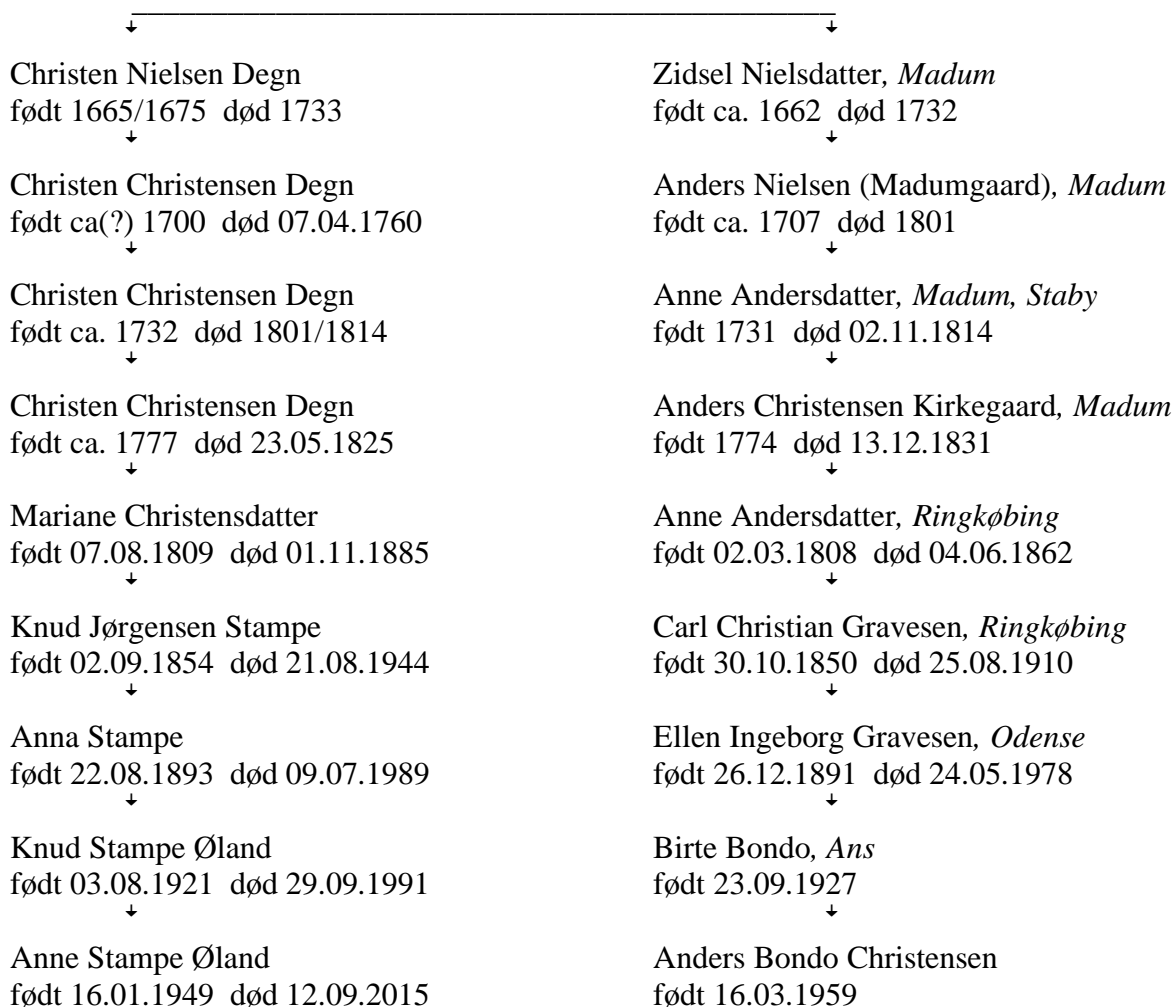 Christen Nielsen Degn
født 1665/1675 død 1733
Zidsel Nielsdatter, Madum
født ca. 1662 død 1732
Christen Christensen Degn
født ca(?) 1700 død 07.04.1760
Anders Nielsen (Madumgaard), Madum
født ca. 1707 død 1801
Christen Christensen Degn
født ca. 1732 død 1801/1814
Anne Andersdatter, Madum, Staby
født 1731 død 02.11.1814
Christen Christensen Degn
født ca. 1777 død 23.05.1825
Anders Christensen Kirkegaard, Madum
født 1774 død 13.12.1831
Mariane Christensdatter
født 07.08.1809 død 01.11.1885
Anne Andersdatter, Ringkøbing
født 02.03.1808 død 04.06.1862
Knud Jørgensen Stampe
født 02.09.1854 død 21.08.1944
Carl Christian Gravesen, Ringkøbing
født 30.10.1850 død 25.08.1910
Anna Stampe
født 22.08.1893 død 09.07.1989
Ellen Ingeborg Gravesen, Odense
født 26.12.1891 død 24.05.1978
Knud Stampe Øland
født 03.08.1921 død 29.09.1991
Birte Bondo, Ans
født 23.09.1927
Anne Stampe Øland
født 16.01.1949 død 12.09.2015
Anders Bondo Christensen
født 16.03.1959